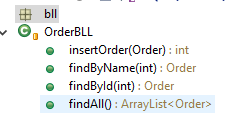 bll
OrderBLL
insertOrder(Order) : int
findByName(int) : Order
findById(int) : Order
findAll() : ArrayList<Order>